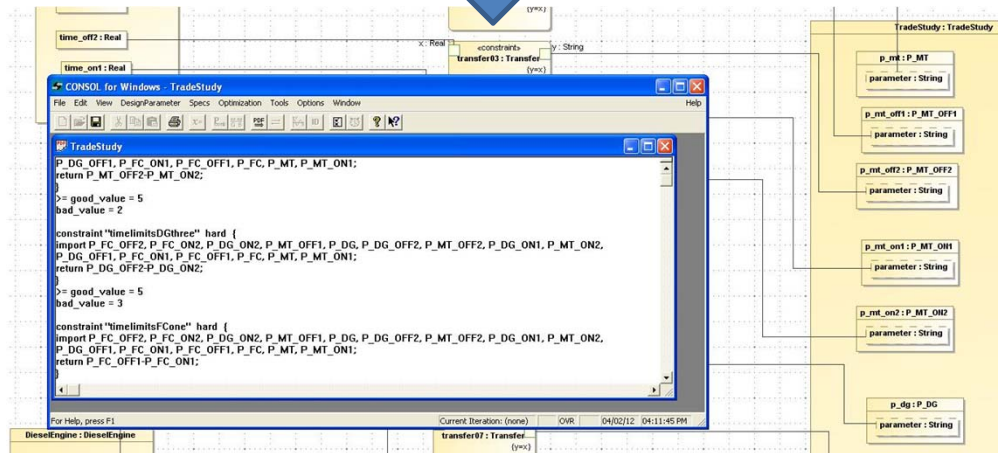 {y=x}
TradeStudy : TradeStudy
time_off2 : Real
x : Real
«constraint»
transfer03 : Transfer
{y=x}
y : String
time_on1 : Real
p_mt : P_MT
parameter : String
p_mt_off1 : P_MT_OFF1
parameter : String
p_mt_off2 : P_MT_OFF2
parameter : String
p_mt_on1 : P_MT_ON1
parameter : String
p_mt_on2 : P_MT_ON2
parameter : String
p_dg : P_DG
parameter : String
CONSOL for Windows - TradeStudy
File Edit View DesignParameter Specs Optimization Tools Options Window Help
PDF
TradeStudy
P_DG_OFF1, P_FC_ON1, P_FC_OFF1, P_FC, P_MT, P_MT_ON1;
return P_MT_OFF2-P_MT_ON2;
}
>= good_value = 5
bad_value = 2
constraint "timelimitsDGthree" hard {
import P_FC_OFF2, P_FC_ON2, P_DG_ON2, P_MT_OFF1, P_DG, P_DG_OFF2, P_MT_OFF2, P_DG_ON1, P_MT_ON2,
P_DG_OFF1, P_FC_ON1, P_FC_OFF1, P_FC, P_MT, P_MT_ON1;
return P_DG_OFF2-P_DG_ON2;
}
>= good_value = 5
bad_value = 3
constraint "timelimitsFCone" hard {
import P_FC_OFF2, P_FC_ON2, P_DG_ON2, P_MT_OFF1, P_DG, P_DG_OFF2, P_MT_OFF2, P_DG_ON1, P_MT_ON2,
P_DG_OFF1, P_FC_ON1, P_FC_OFF1, P_FC, P_MT, P_MT_ON1;
return P_FC_OFF1-P_FC_ON1;
}
For Help, press F1
Current Iteration: (none) OVR 04/02/12 04:11:45 PM
DieselEngine : DieselEngine
transfer07 : Transfer
{y=x}